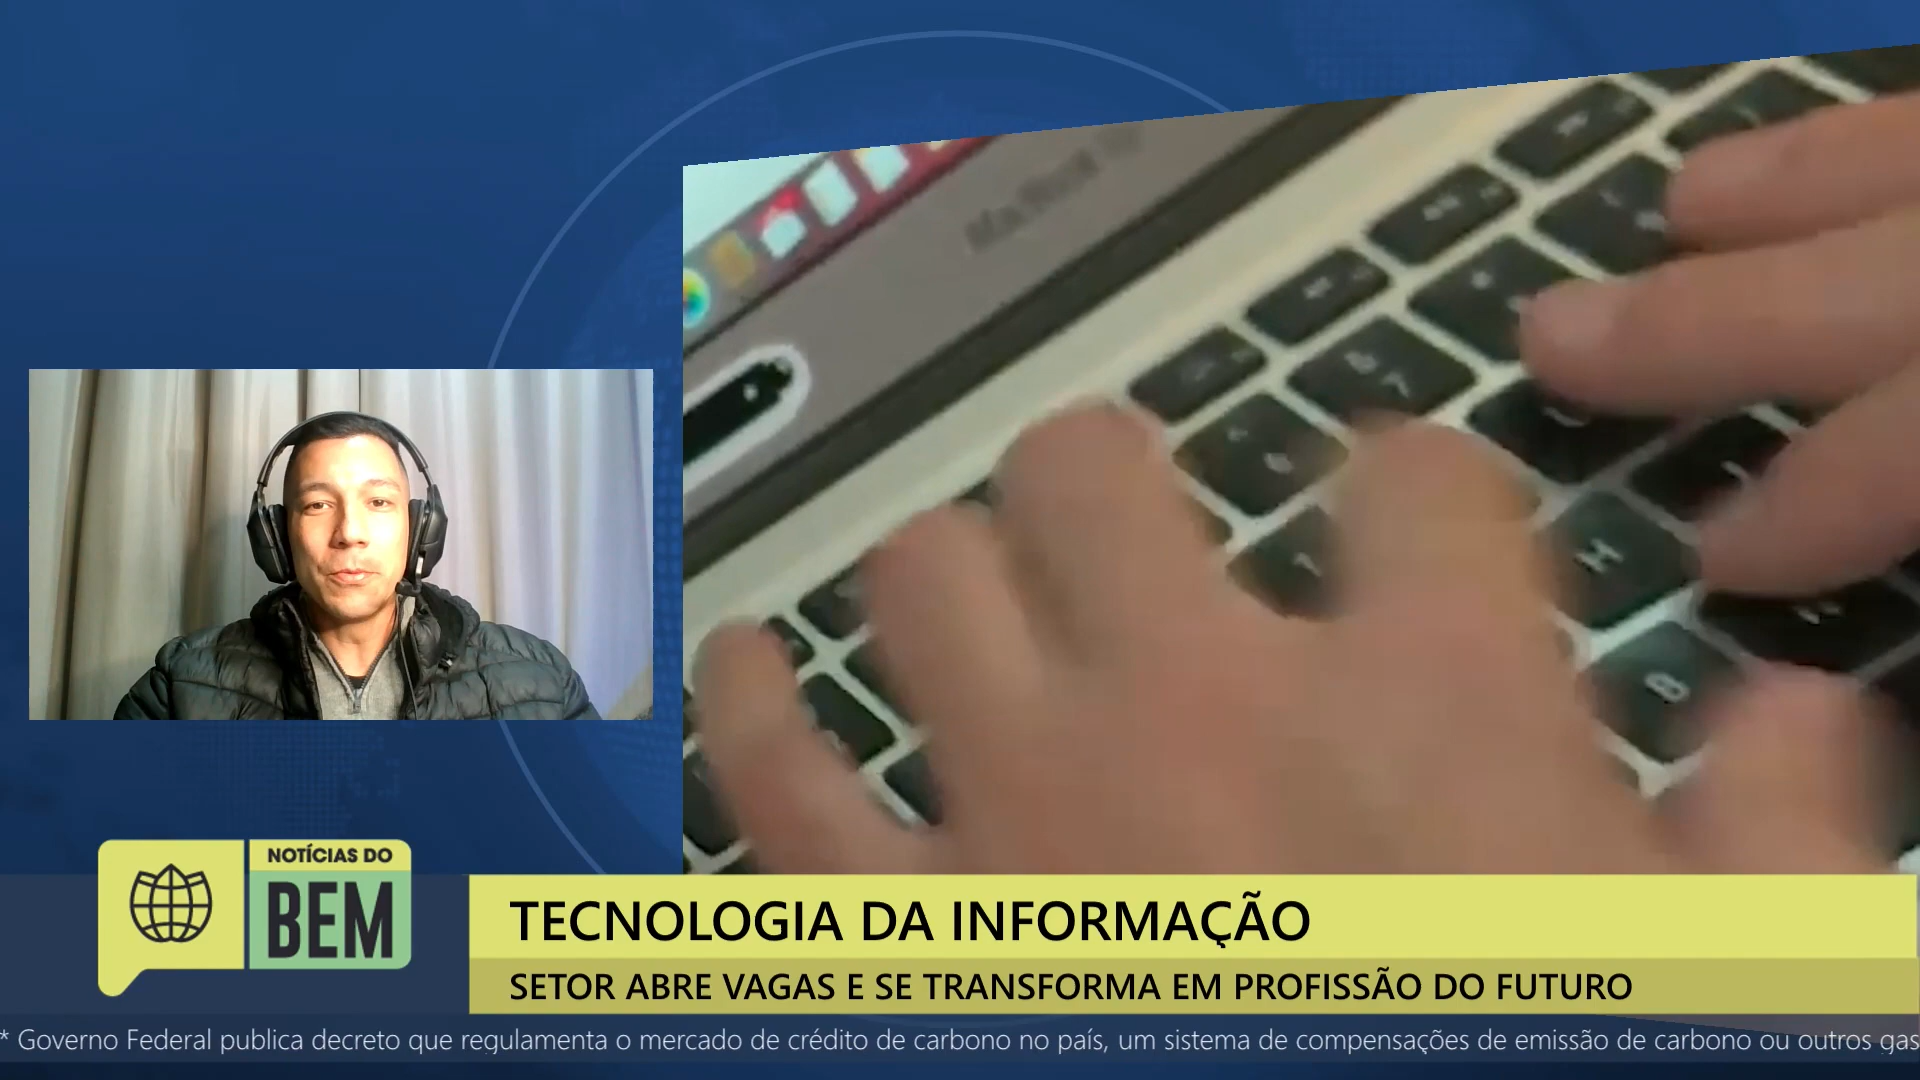 MacBook
H
B
NOTÍCIAS DO
BEM
TECNOLOGIA DA INFORMAÇÃO
SETOR ABRE VAGAS E SE TRANSFORMA EM PROFISSÃO DO FUTURO
* Governo Federal publica decreto que regulamenta o mercado de crédito de carbono no país, um sistema de compensações de emissão de carbono ou outros gas